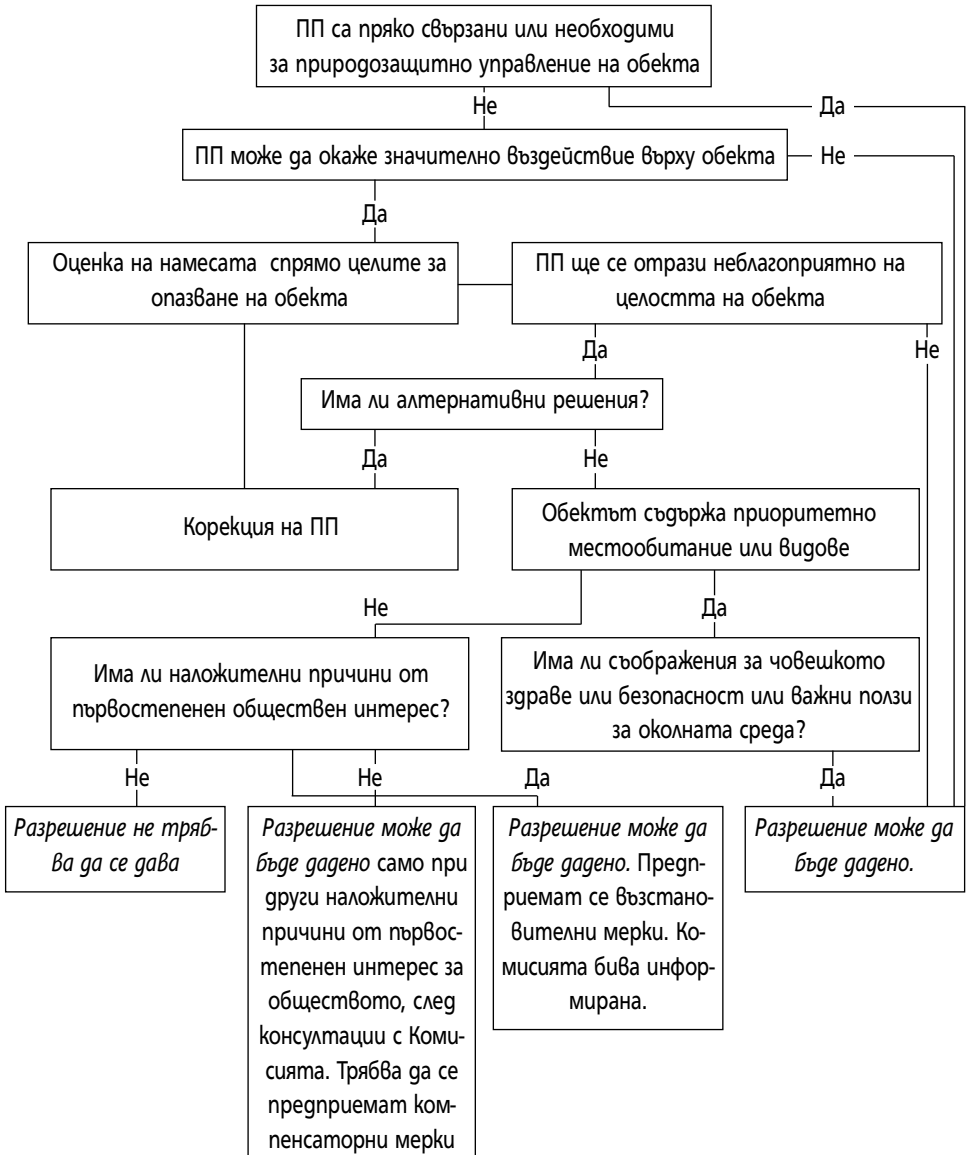 ПП са пряко свързани или необходими
за природозащитно управление на обекта
Не
Да
ПП може да окаже значително въздействие върху обекта
Не
Да
Оценка на намесата спрямо целите за
опазване на обекта
ПП ще се отрази неблагоприятно на
целостта на обекта
Да
Не
Има ли алтернативни решения?
Да
Не
Корекция на ПП
Обектът съдържа приоритетно
местообитание или видове
Не
Да
Има ли наложителни причини от
първостепенен обществен интерес?
Има ли съображения за човешкото
здраве или безопасност или важни ползи
за околната среда?
Не
Не
Да
Да
Разрешение не тряб-
ва да се дава
Разрешение може да
бъде дадено само при
други наложителни
причини от първос-
тепенен интерес за
обществото, след
консултации с Коми-
сията. Трябва да се
предприемат ком-
пенсаторни мерки
Разрешение може да
бъде дадено. Предп-
риемат се възстано-
вителни мерки. Ко-
мисията бива инфор-
мирана.
Разрешение може да
бъде дадено.